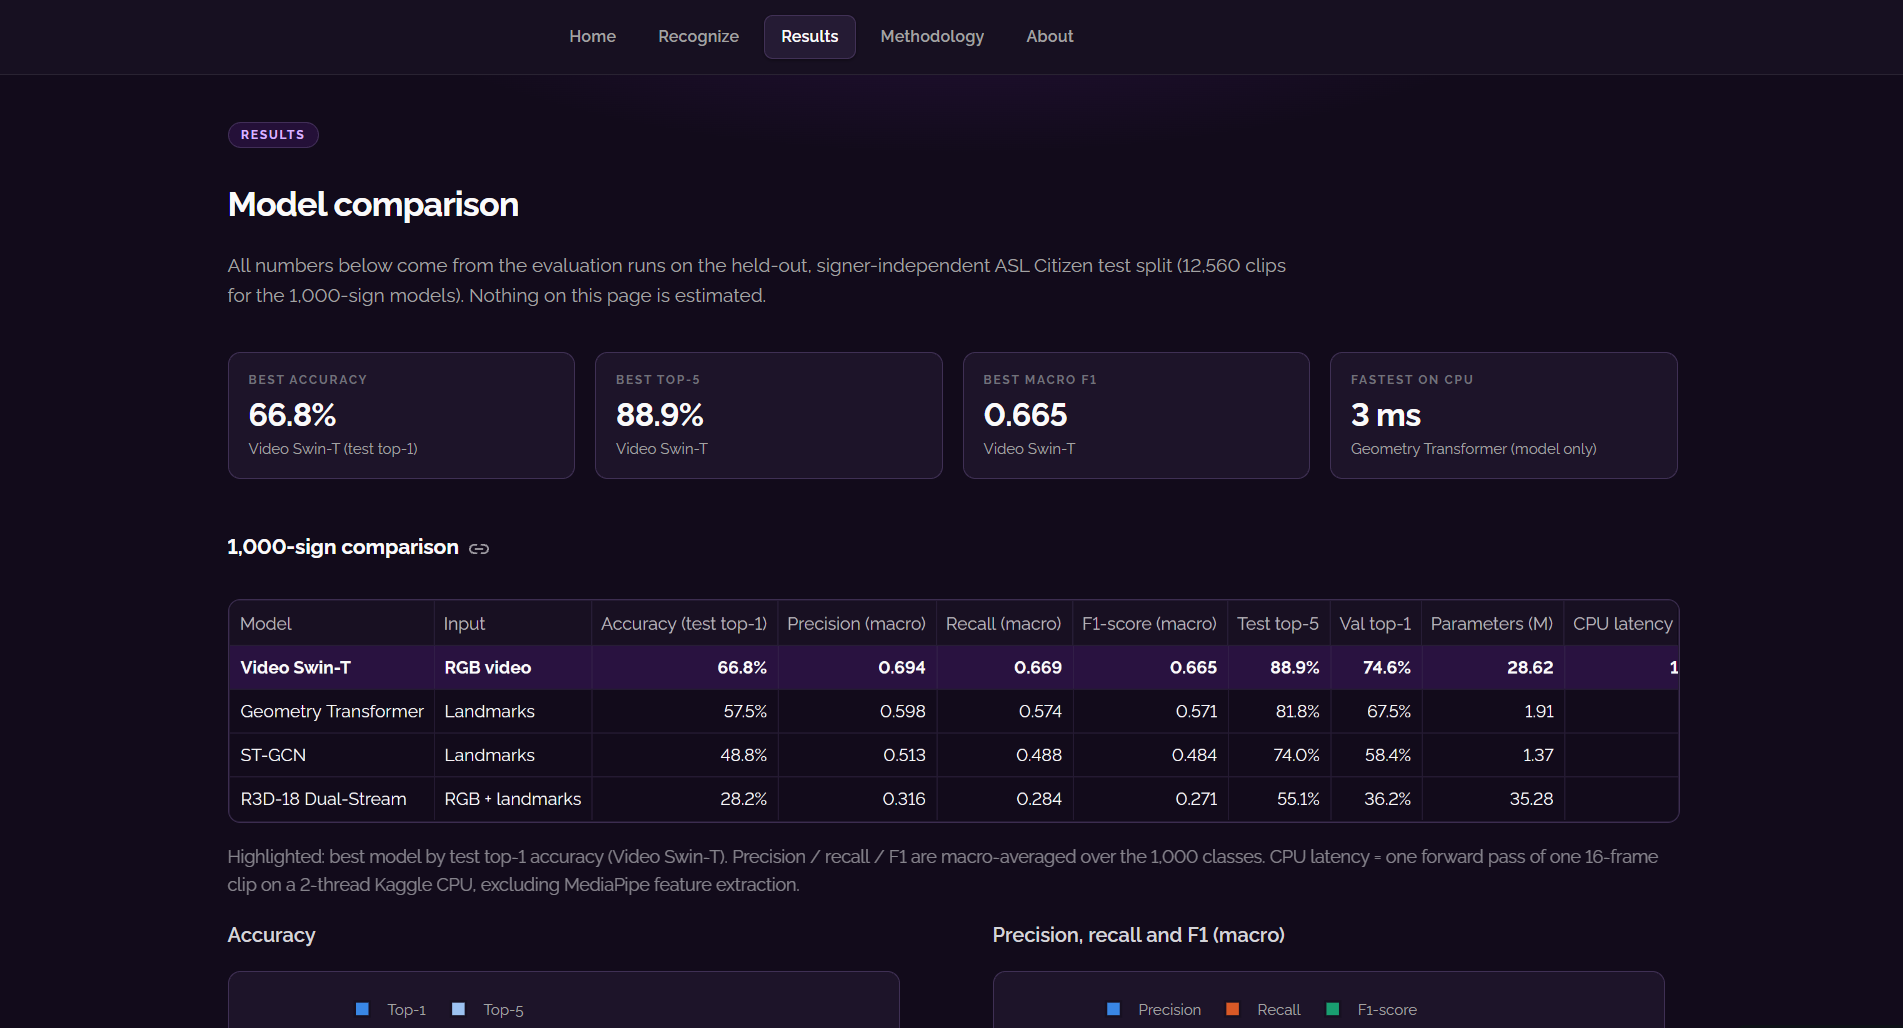 Home Recognize Results Methodology About
RESULTS
Model comparison
All numbers below come from the evaluation runs on the held-out, signer-independent ASL Citizen test split (12,560 clips
for the 1,000-sign models). Nothing on this page is estimated.
BEST ACCURACY
66.8%
Video Swin-T (test top-1)
BEST TOP-5
88.9%
Video Swin-T
BEST MACRO F1
0.665
Video Swin-T
FASTEST ON CPU
3 ms
Geometry Transformer (model only)
1,000-sign comparison
Model Input Accuracy (test top-1) Precision (macro) Recall (macro) F1-score (macro) Test top-5 Val top-1 Parameters (M) CPU latency
Video Swin-T RGB video 66.8% 0.694 0.669 0.665 88.9% 74.6% 28.62 1
Geometry Transformer Landmarks 57.5% 0.598 0.574 0.571 81.8% 67.5% 1.91
ST-GCN Landmarks 48.8% 0.513 0.488 0.484 74.0% 58.4% 1.37
R3D-18 Dual-Stream RGB + landmarks 28.2% 0.316 0.284 0.271 55.1% 36.2% 35.28
Highlighted: best model by test top-1 accuracy (Video Swin-T). Precision / recall / F1 are macro-averaged over the 1,000 classes. CPU latency = one forward pass of one 16-frame
clip on a 2-thread Kaggle CPU, excluding MediaPipe feature extraction.
Accuracy
Top-1 Top-5
Precision, recall and F1 (macro)
Precision Recall F1-score